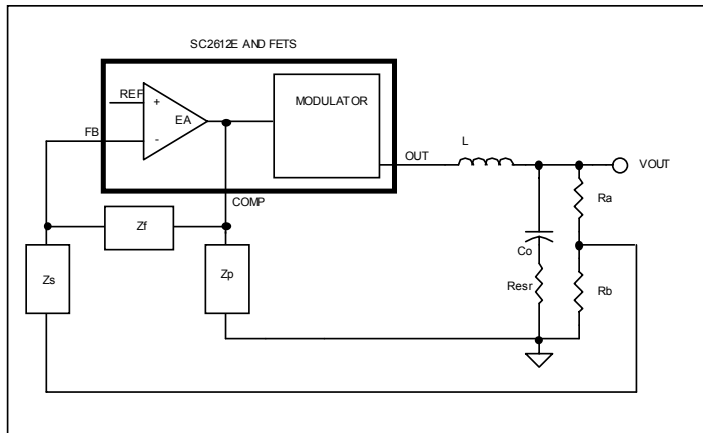 SC2612E AND FETS
REF
+
EA
-
FB
MODULATOR
OUT
L
VOUT
COMP
Ra
Zf
Co
Zs
Zp
Resr
Rb